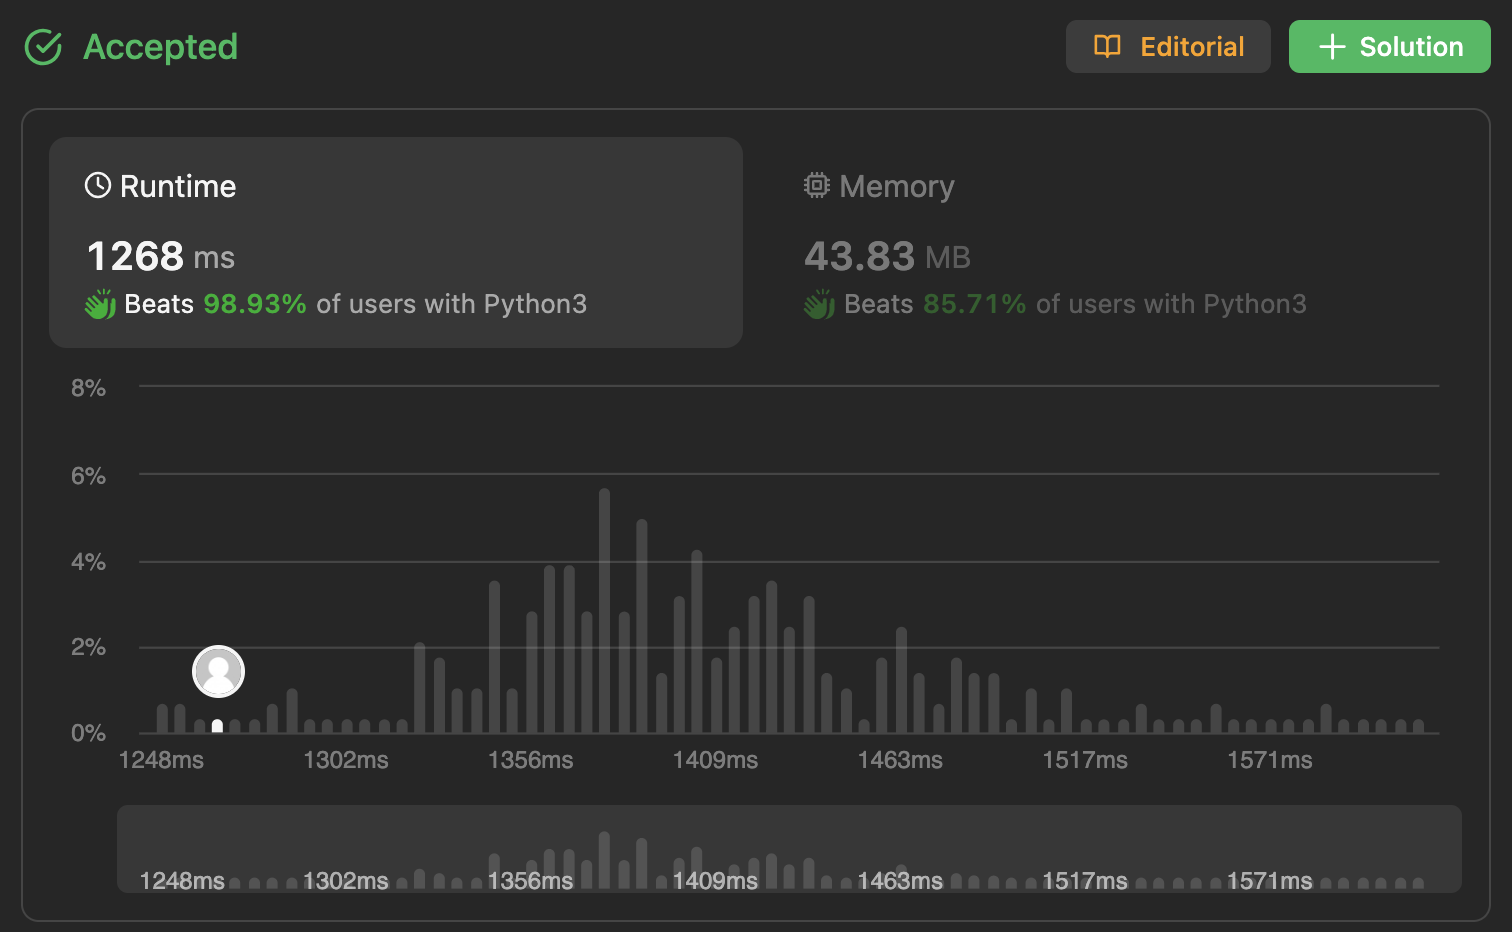 Accepted
Editorial
+ Solution
Runtime
1268 ms
Beats 98.93% of users with Python3
Memory
43.83 MB
Beats 85.71% of users with Python3
8%
6%
4%
2%
0%
1248ms 1302ms 1356ms 1409ms 1463ms 1517ms 1571ms
1248ms 1302ms 1356ms 1409ms 1463ms 1517ms 1571ms